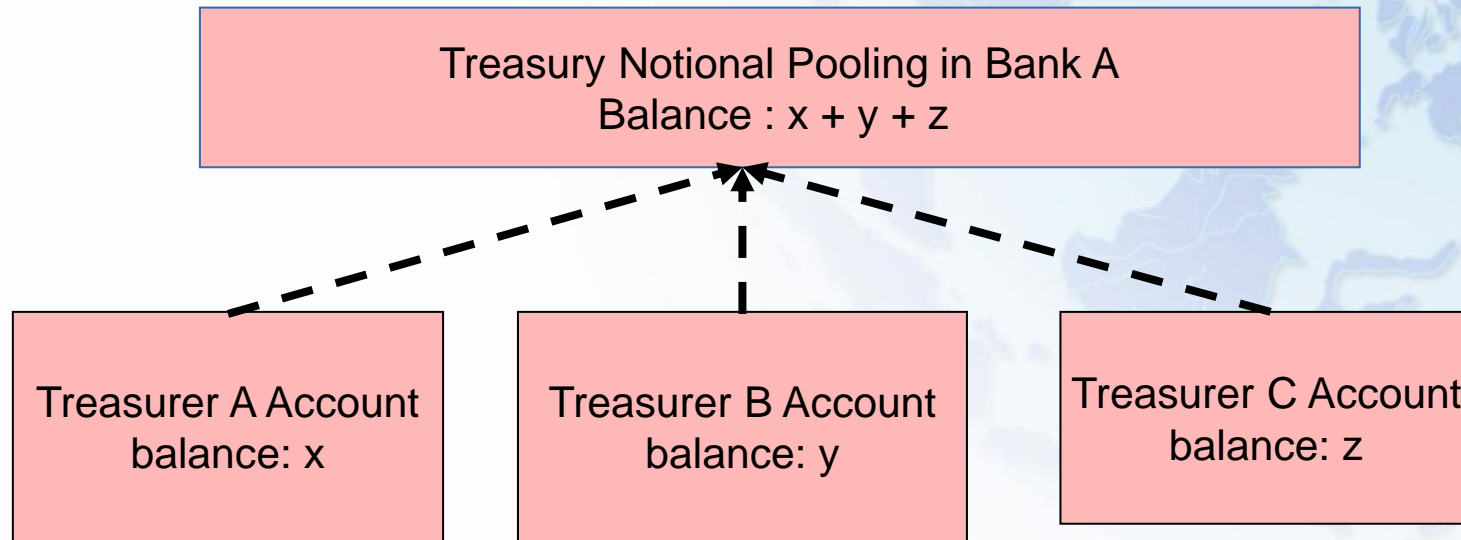 Treasury Notional Pooling in Bank A
Balance : x + y + z
Treasurer A Account
balance: x
Treasurer B Account
balance: y
Treasurer C Account
balance: z